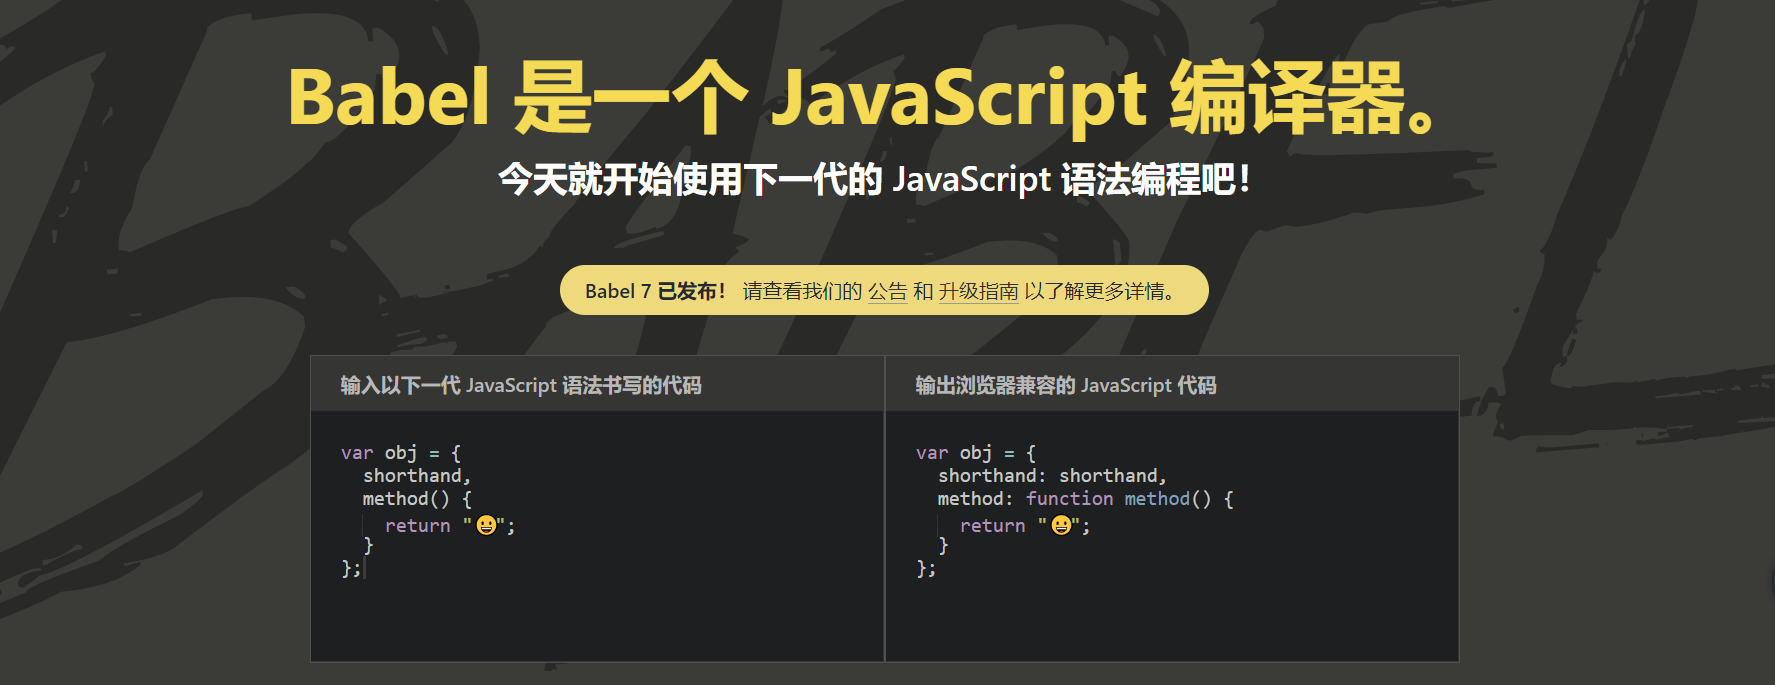 Babel 是一个 JavaScript 编译器。
今天就开始使用下一代的 JavaScript 语法编程吧！
Babel 7 已发布！ 请查看我们的 公告 和 升级指南 以了解更多详情。
输入以下一代 JavaScript 语法书写的代码
var obj = {
  shorthand,
  method() {
    return "😀";
  }
};
输出浏览器兼容的 JavaScript 代码
var obj = {
  shorthand: shorthand,
  method: function method() {
    return "😀";
  }
};
BABEL